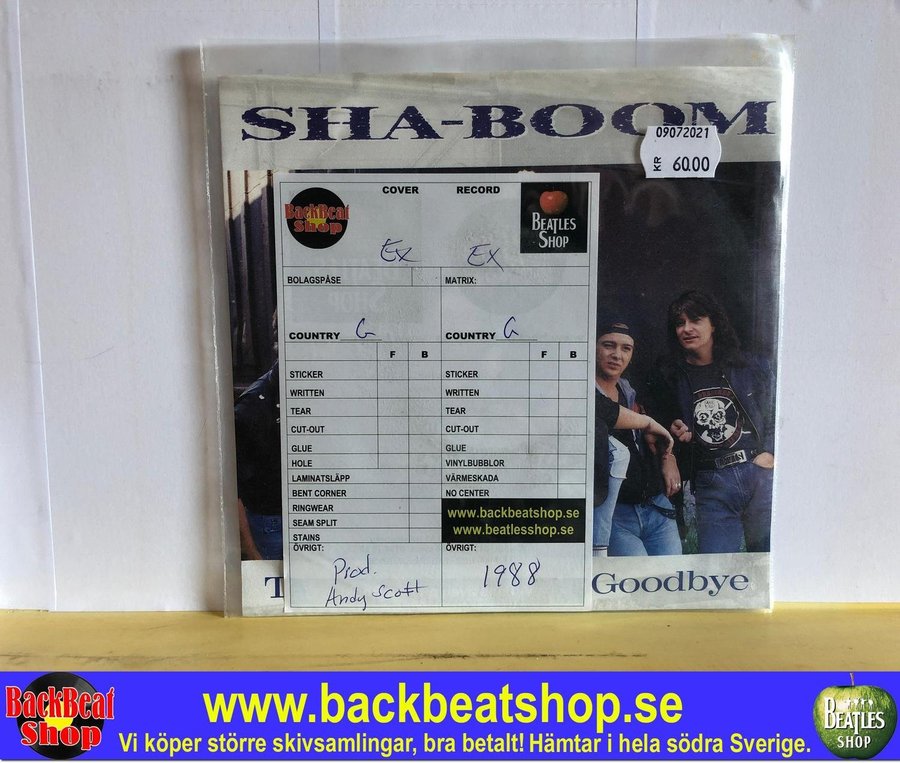 SHA-BOOM
09072021
KR 60.00
BackBeat Shop
COVER
RECORD
BEATLES SHOP
Ex
Ex
BOLAGSPÅSE
MATRIX:
COUNTRY G
COUNTRY G
F B
F B
STICKER
STICKER
WRITTEN
WRITTEN
TEAR
TEAR
CUT-OUT
CUT-OUT
GLUE
GLUE
HOLE
VINYLBUBBLOR
LAMINATSLÄPP
VÄRMESKADA
BENT CORNER
NO CENTER
RINGWEAR
www.backbeatshop.se
SEAM SPLIT
www.beatlesshop.se
STAINS
ÖVRIGT:
ÖVRIGT:
Prod.
Andy scott
1988
T
Goodbye
BackBeat Shop
www.backbeatshop.se
Vi köper större skivsamlingar, bra betalt! Hämtar i hela södra Sverige.
BEATLES SHOP